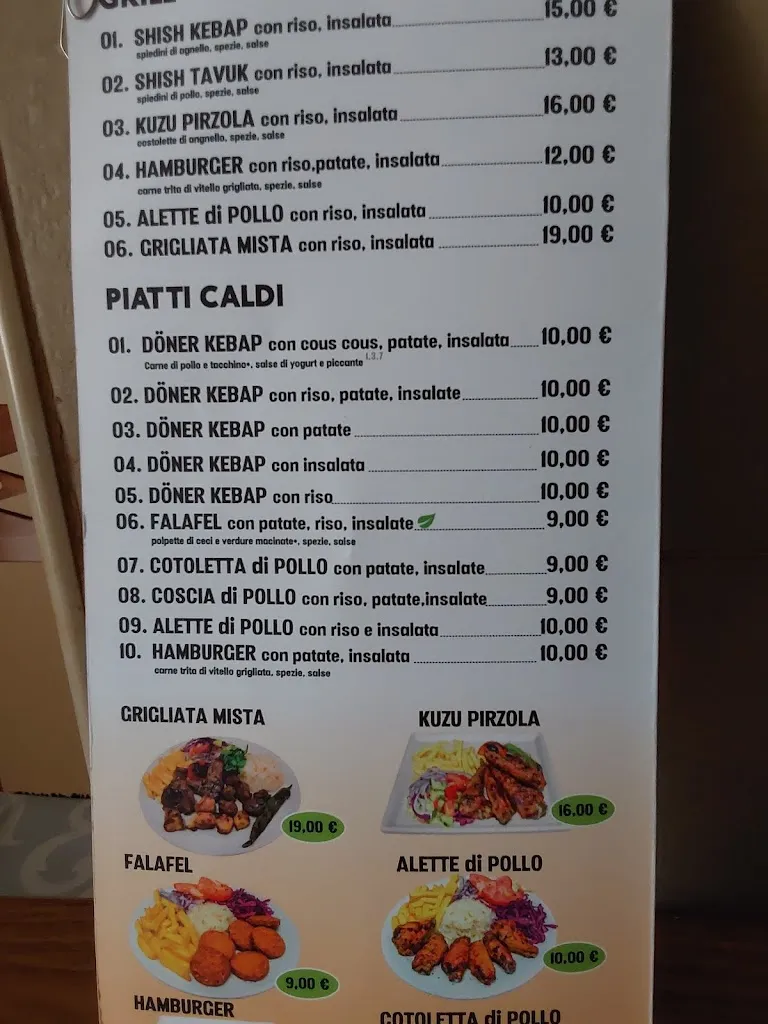 GRILL
15,00 €
01. SHISH KEBAP con riso, insalata
spiedini di agnello, spezie, salse
02. SHISH TAVUK con riso, insalata 13,00 €
spiedini di pollo, spezie, salse
03. KUZU PIRZOLA con riso, insalata 16,00 €
costolette di angnello, spezie, salse
04. HAMBURGER con riso,patate, insalata 12,00 €
carne trita di vitello grigliata, spezie, salse
05. ALETTE di POLLO con riso, insalata 10,00 €
06. GRIGLIATA MISTA con riso, insalata 19,00 €
PIATTI CALDI
01. DÖNER KEBAP con cous cous, patate, insalata 10,00 €
Carne di pollo e tacchino*, salse di yogurt e piccante 1.3.7
02. DÖNER KEBAP con riso, patate, insalate 10,00 €
03. DÖNER KEBAP con patate 10,00 €
04. DÖNER KEBAP con insalata 10,00 €
05. DÖNER KEBAP con riso 10,00 €
06. FALAFEL con patate, riso, insalate 9,00 €
polpette di ceci e verdure macinate*, spezie, salse
07. COTOLETTA di POLLO con patate, insalate 9,00 €
08. COSCIA di POLLO con riso, patate,insalate 9,00 €
09. ALETTE di POLLO con riso e insalata 10,00 €
10. HAMBURGER con patate, insalata 10,00 €
carne trita di vitello grigliata, spezie, salse
GRIGLIATA MISTA KUZU PIRZOLA
19,00 € 16,00 €
FALAFEL ALETTE di POLLO
9,00 € 10,00 €
HAMBURGER COTOLETTA di POLLO